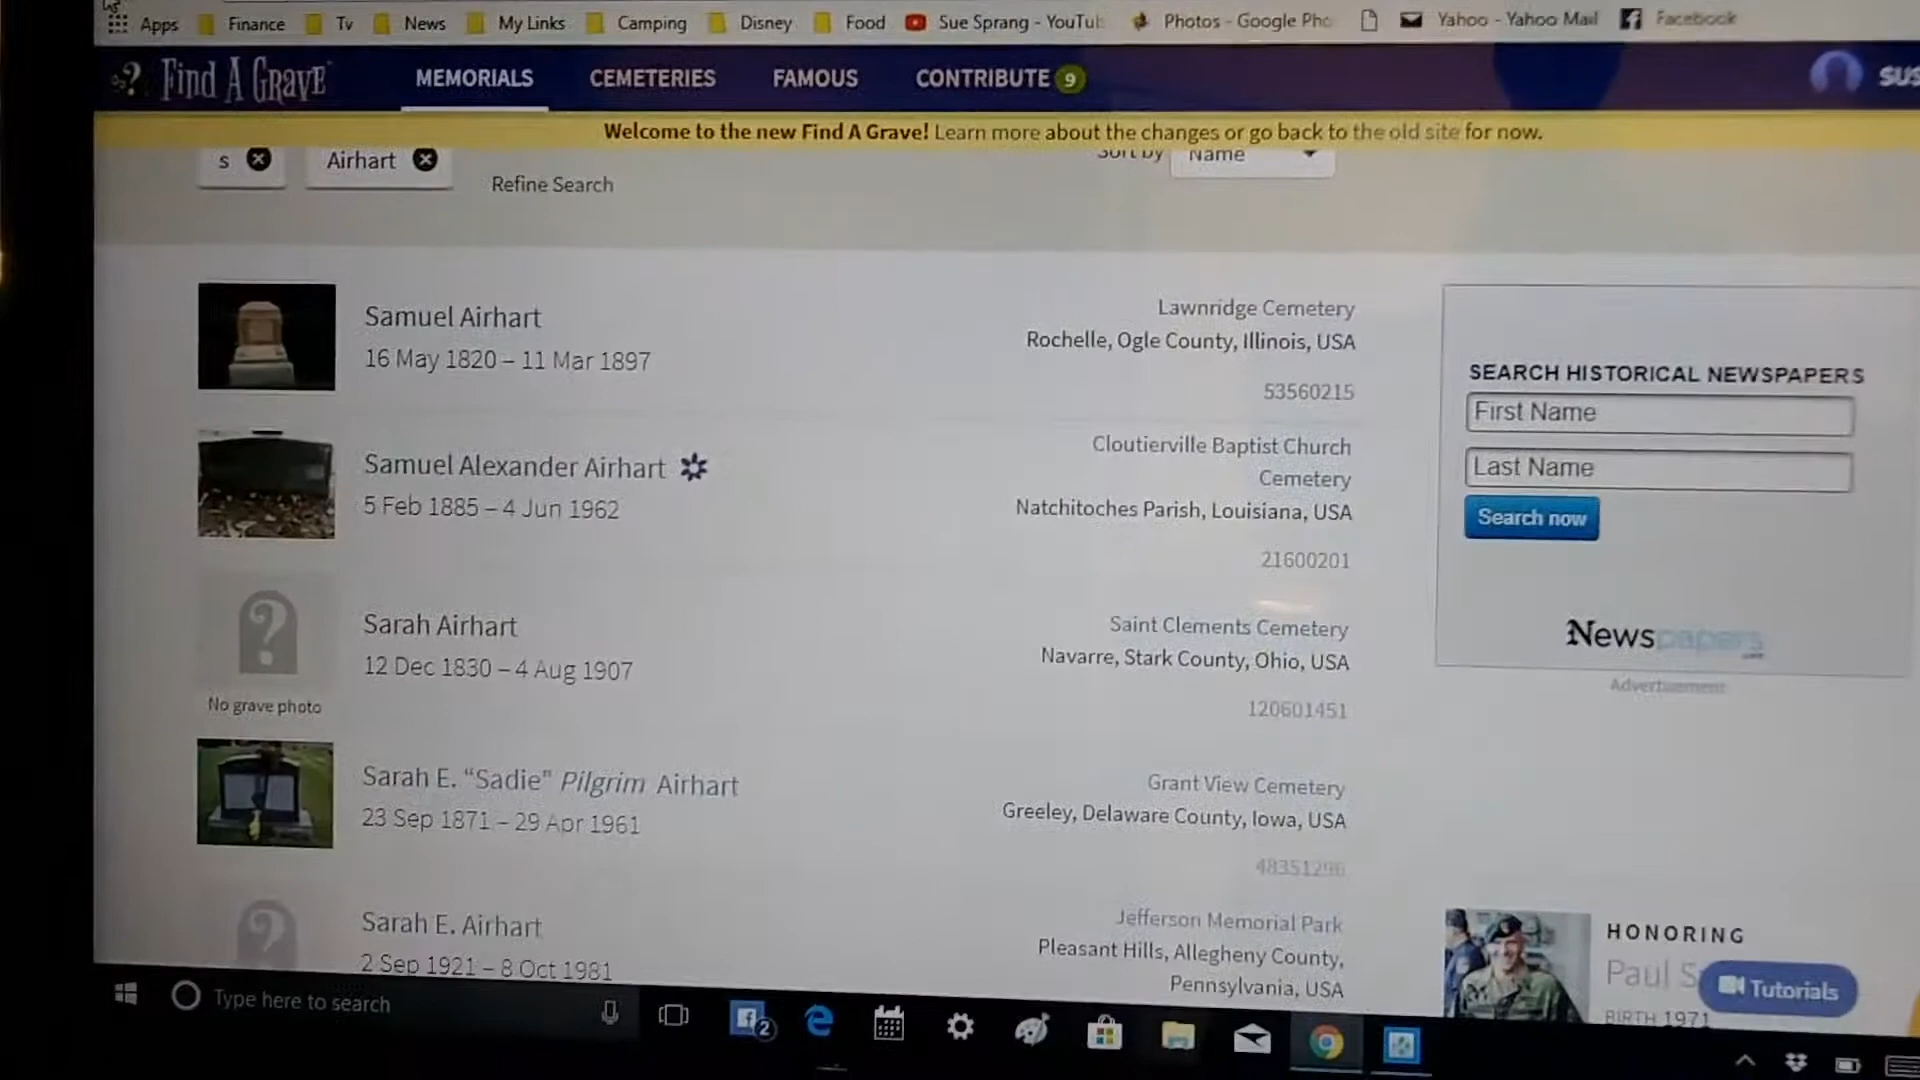 Apps Finance Tv News My Links Camping Disney Food Sue Sprang - YouTu Photos - Google Pho Yahoo - Yahoo Mail Facebook
Find A Grave MEMORIALS CEMETERIES FAMOUS CONTRIBUTE 9 SUS
Welcome to the new Find A Grave! Learn more about the changes or go back to the old site for now.
s Airhart Refine Search Sort by Name
Samuel Airhart
16 May 1820 – 11 Mar 1897
Lawnridge Cemetery
Rochelle, Ogle County, Illinois, USA
53560215
Samuel Alexander Airhart
5 Feb 1885 – 4 Jun 1962
Cloutierville Baptist Church
Cemetery
Natchitoches Parish, Louisiana, USA
21600201
Sarah Airhart
12 Dec 1830 – 4 Aug 1907
No grave photo
Saint Clements Cemetery
Navarre, Stark County, Ohio, USA
120601451
Sarah E. “Sadie” Pilgrim Airhart
23 Sep 1871 – 29 Apr 1961
Grant View Cemetery
Greeley, Delaware County, Iowa, USA
48351296
Sarah E. Airhart
2 Sep 1921 – 8 Oct 1981
Jefferson Memorial Park
Pleasant Hills, Allegheny County,
Pennsylvania, USA
SEARCH HISTORICAL NEWSPAPERS
First Name
Last Name
Search now
Newspapers
Advertisement
HONORING
Paul S
BIRTH 1971
Tutorials
Type here to search
2